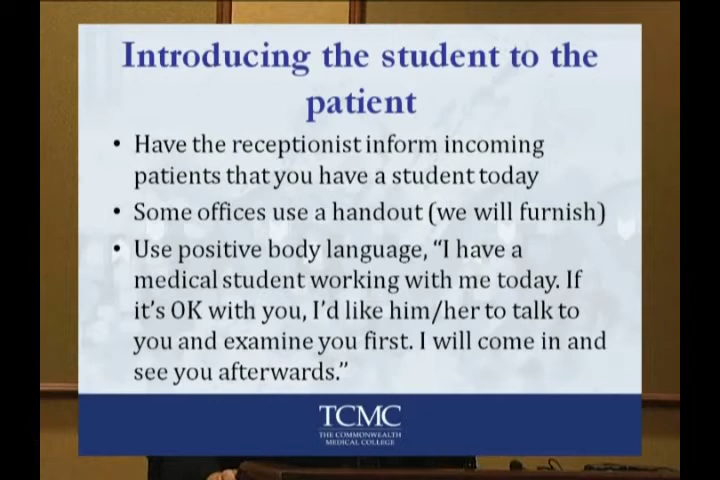 Introducing the student to the
patient
• Have the receptionist inform incoming
patients that you have a student today
• Some offices use a handout (we will furnish)
• Use positive body language, “I have a
medical student working with me today. If
it’s OK with you, I’d like him/her to talk to
you and examine you first. I will come in and
see you afterwards.”
TCMC
THE COMMONWEALTH
MEDICAL COLLEGE